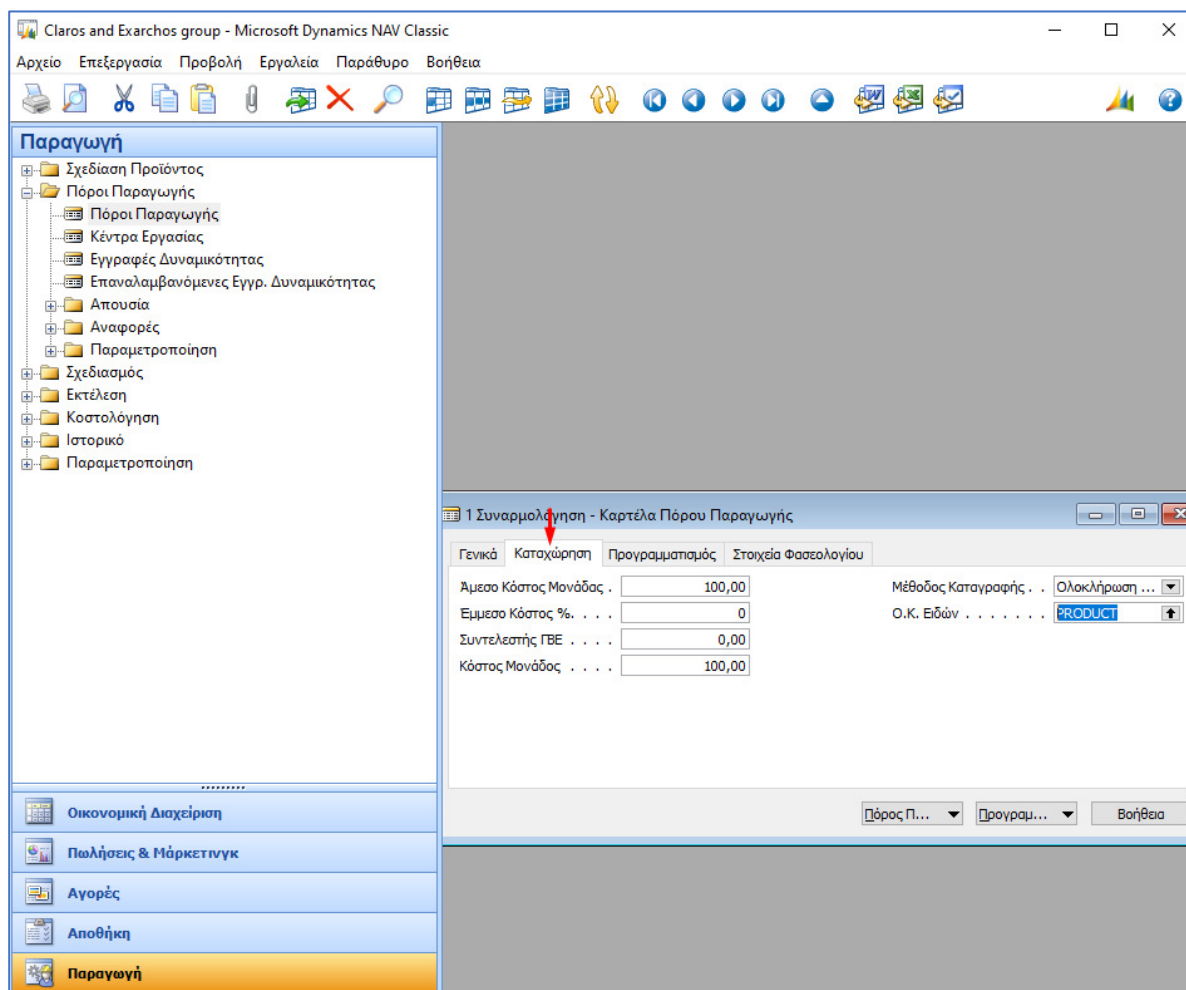 Claros and Exarchos group - Microsoft Dynamics NAV Classic
Αρχείο Επεξεργασία Προβολή Εργαλεία Παράθυρο Βοήθεια
Παραγωγή
Σχεδίαση Προϊόντος
Πόροι Παραγωγής
Πόροι Παραγωγής
Κέντρα Εργασίας
Εγγραφές Δυναμικότητας
Επαναλαμβανόμενες Εγγρ. Δυναμικότητας
Απουσία
Αναφορές
Παραμετροποίηση
Σχεδιασμός
Εκτέλεση
Κοστολόγηση
Ιστορικό
Παραμετροποίηση
1 Συναρμολόγηση - Καρτέλα Πόρου Παραγωγής
Γενικά Καταχώρηση Προγραμματισμός Στοιχεία Φασεολογίου
Άμεσο Κόστος Μονάδας . 100,00 Μέθοδος Καταγραφής . . Ολοκλήρωση ...
Έμμεσο Κόστος %. . . . 0 Ο.Κ. Ειδών . . . . . . . PRODUCT
Συντελεστής ΓΒΕ . . . . 0,00
Κόστος Μονάδος . . . . 100,00
Πόρος Π... Προγραμ... Βοήθεια
Οικονομική Διαχείριση
Πωλήσεις & Μάρκετινγκ
Αγορές
Αποθήκη
Παραγωγή